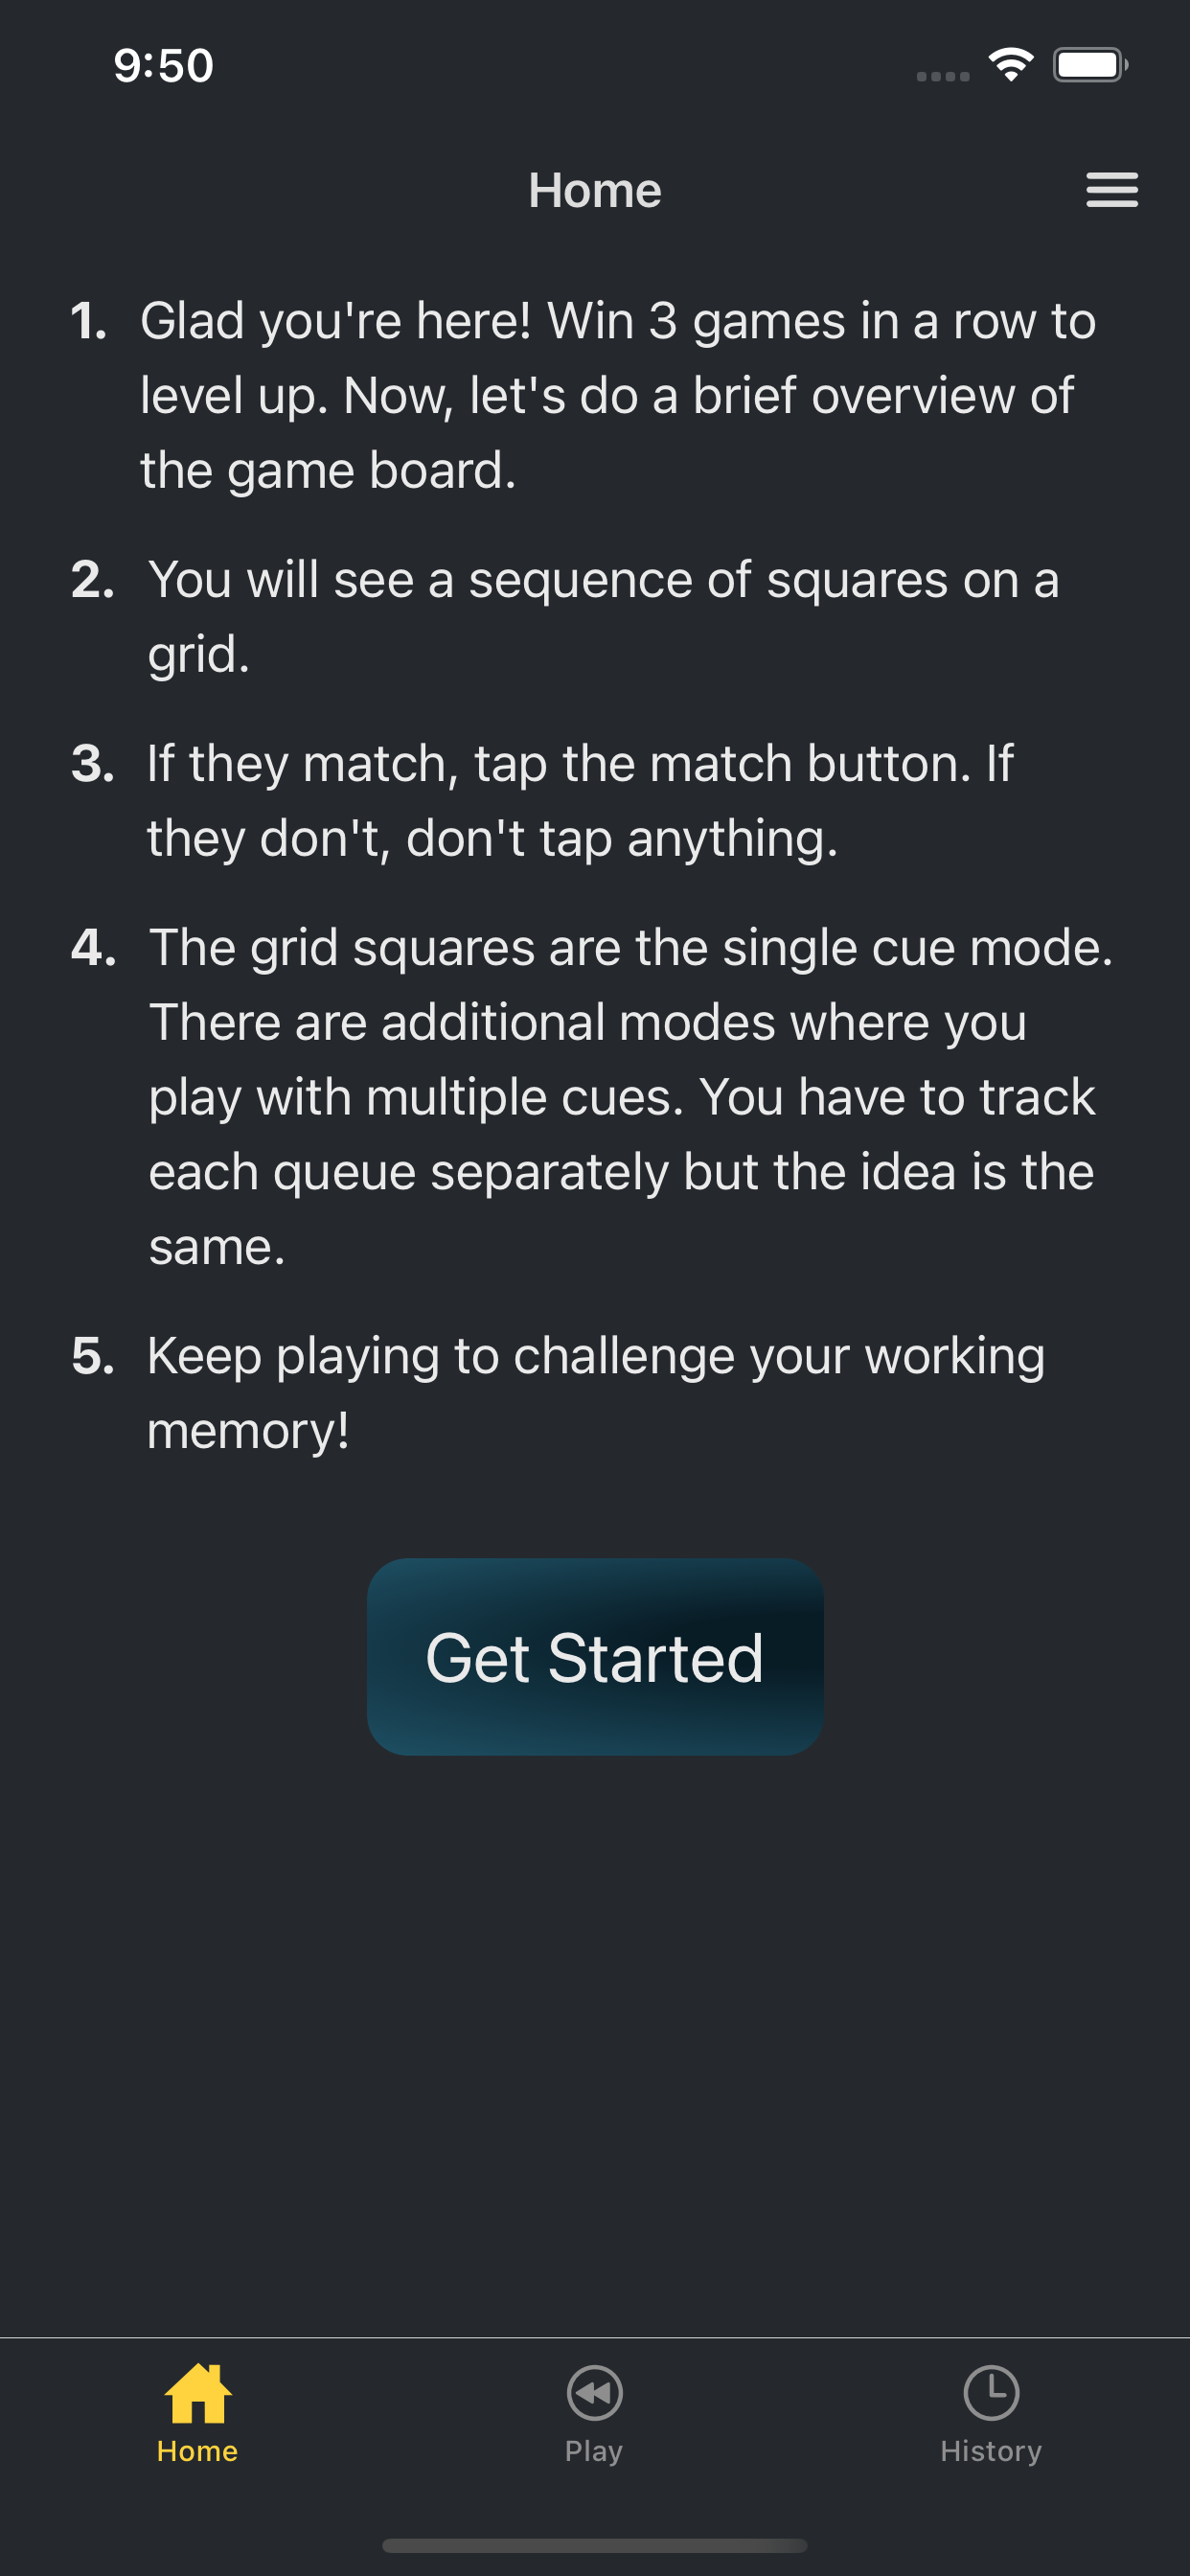 9:50
Home
1. Glad you're here! Win 3 games in a row to
level up. Now, let's do a brief overview of
the game board.
2. You will see a sequence of squares on a
grid.
3. If they match, tap the match button. If
they don't, don't tap anything.
4. The grid squares are the single cue mode.
There are additional modes where you
play with multiple cues. You have to track
each queue separately but the idea is the
same.
5. Keep playing to challenge your working
memory!
Get Started
Home
Play
History